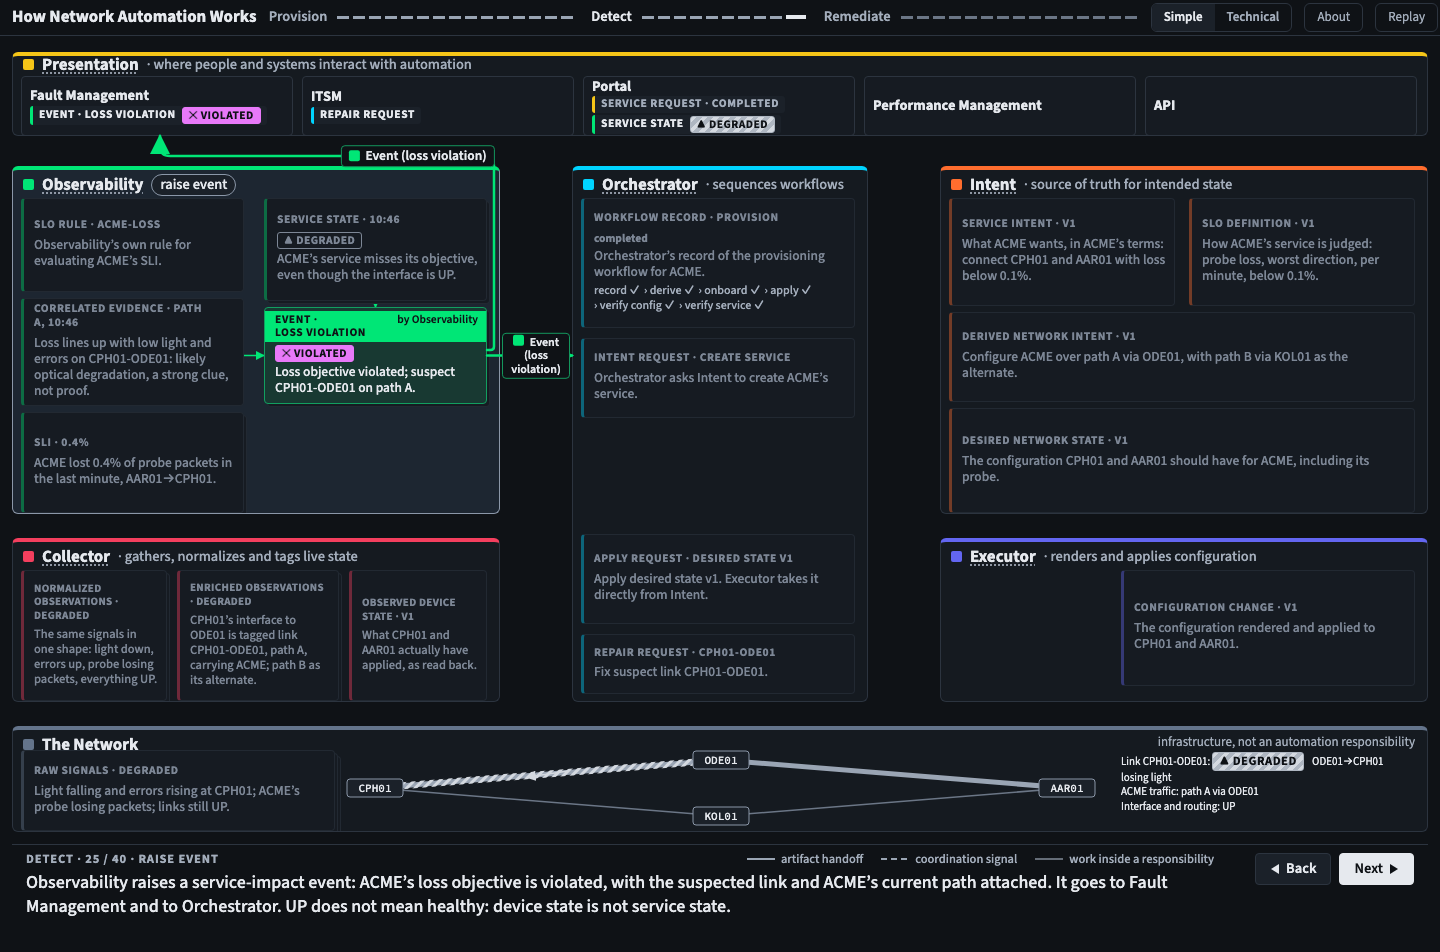 How Network Automation Works
Provision
Detect
Remediate
Simple
Technical
About
Replay
Presentation · where people and systems interact with automation
Fault Management
EVENT · LOSS VIOLATION ✕ VIOLATED
ITSM
REPAIR REQUEST
Portal
SERVICE REQUEST · COMPLETED
SERVICE STATE ▲ DEGRADED
Performance Management
API
Event (loss violation)
Observability raise event
SLO RULE · ACME-LOSS
Observability’s own rule for
evaluating ACME’s SLI.
CORRELATED EVIDENCE · PATH
A, 10:46
Loss lines up with low light and
errors on CPH01-ODE01: likely
optical degradation, a strong clue,
not proof.
SLI · 0.4%
ACME lost 0.4% of probe packets in
the last minute, AAR01→CPH01.
SERVICE STATE · 10:46
▲ DEGRADED
ACME’s service misses its objective,
even though the interface is UP.
EVENT ·
LOSS VIOLATION
by Observability
✕ VIOLATED
Loss objective violated; suspect
CPH01-ODE01 on path A.
Event
(loss
violation)
Orchestrator · sequences workflows
WORKFLOW RECORD · PROVISION
completed
Orchestrator’s record of the provisioning
workflow for ACME.
record ✓ › derive ✓ › onboard ✓ › apply ✓
› verify config ✓ › verify service ✓
INTENT REQUEST · CREATE SERVICE
Orchestrator asks Intent to create ACME’s
service.
APPLY REQUEST · DESIRED STATE V1
Apply desired state v1. Executor takes it
directly from Intent.
REPAIR REQUEST · CPH01-ODE01
Fix suspect link CPH01-ODE01.
Intent · source of truth for intended state
SERVICE INTENT · V1
What ACME wants, in ACME’s terms:
connect CPH01 and AAR01 with loss
below 0.1%.
SLO DEFINITION · V1
How ACME’s service is judged:
probe loss, worst direction, per
minute, below 0.1%.
DERIVED NETWORK INTENT · V1
Configure ACME over path A via ODE01, with path B via KOL01 as the
alternate.
DESIRED NETWORK STATE · V1
The configuration CPH01 and AAR01 should have for ACME, including its
probe.
Collector · gathers, normalizes and tags live state
NORMALIZED
OBSERVATIONS ·
DEGRADED
The same signals in
one shape: light down,
errors up, probe losing
packets, everything UP.
ENRICHED OBSERVATIONS
· DEGRADED
CPH01’s interface to
ODE01 is tagged link
CPH01-ODE01, path A,
carrying ACME; path B as
its alternate.
OBSERVED DEVICE
STATE · V1
What CPH01 and
AAR01 actually have
applied, as read back.
Executor · renders and applies configuration
CONFIGURATION CHANGE · V1
The configuration rendered and applied to
CPH01 and AAR01.
The Network
infrastructure, not an automation responsibility
RAW SIGNALS · DEGRADED
Light falling and errors rising at CPH01; ACME’s
probe losing packets; links still UP.
CPH01
ODE01
KOL01
AAR01
Link CPH01-ODE01: ▲ DEGRADED ODE01→CPH01
losing light
ACME traffic: path A via ODE01
Interface and routing: UP
DETECT · 25 / 40 · RAISE EVENT
artifact handoff
coordination signal
work inside a responsibility
◀ Back
Next ▶
Observability raises a service-impact event: ACME’s loss objective is violated, with the suspected link and ACME’s current path attached. It goes to Fault
Management and to Orchestrator. UP does not mean healthy: device state is not service state.